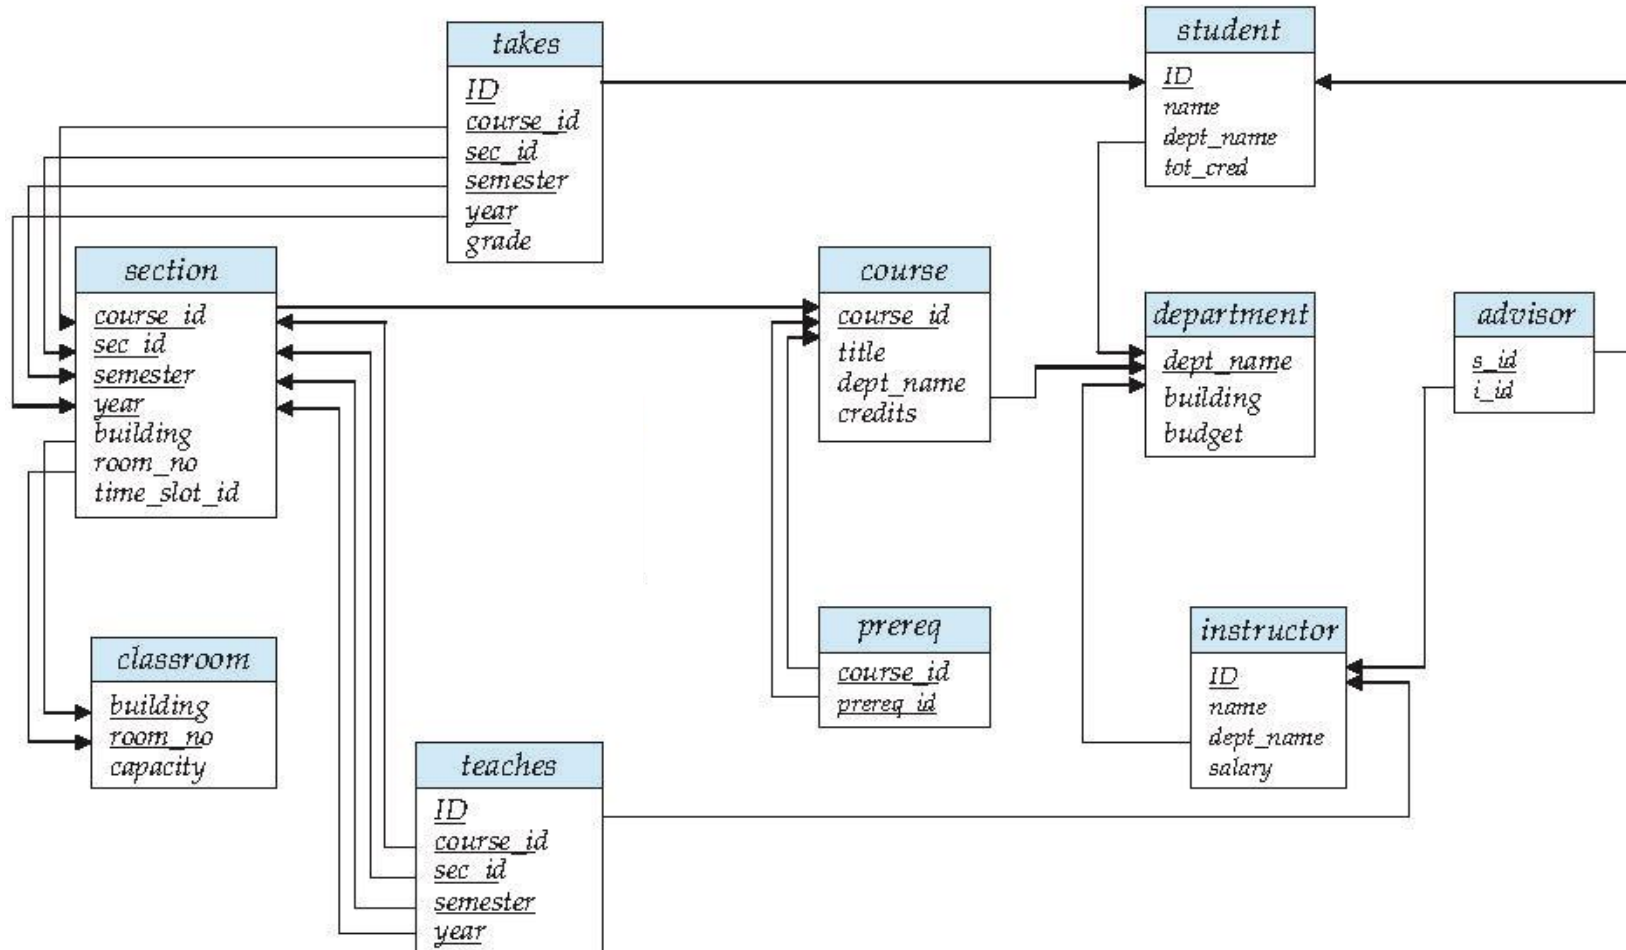 takes
ID
course_id
sec_id
semester
year
grade
student
ID
name
dept_name
tot_cred
section
course_id
sec_id
semester
year
building
room_no
time_slot_id
course
course_id
title
dept_name
credits
department
dept_name
building
budget
advisor
s_id
i_id
classroom
building
room_no
capacity
prereq
course_id
prereq_id
instructor
ID
name
dept_name
salary
teaches
ID
course_id
sec_id
semester
year